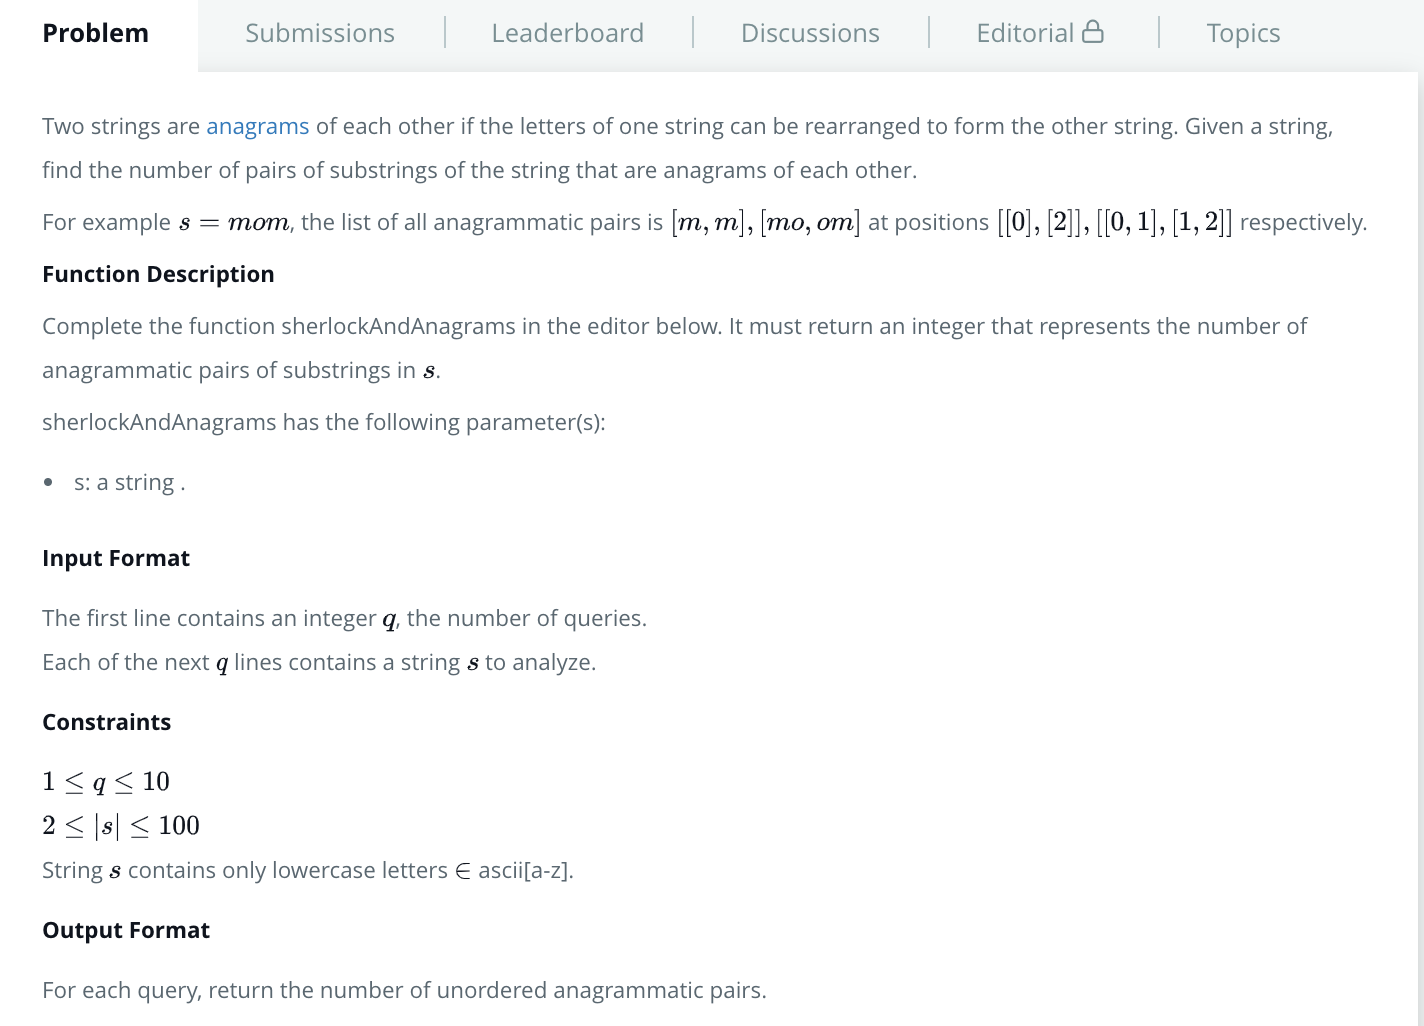 Problem Submissions Leaderboard Discussions Editorial Topics
Two strings are anagrams of each other if the letters of one string can be rearranged to form the other string. Given a string,
find the number of pairs of substrings of the string that are anagrams of each other.
For example s = mom, the list of all anagrammatic pairs is [m, m], [mo, om] at positions [[0], [2]], [[0, 1], [1, 2]] respectively.
Function Description
Complete the function sherlockAndAnagrams in the editor below. It must return an integer that represents the number of
anagrammatic pairs of substrings in s.
sherlockAndAnagrams has the following parameter(s):
• s: a string .
Input Format
The first line contains an integer q, the number of queries.
Each of the next q lines contains a string s to analyze.
Constraints
1 ≤ q ≤ 10
2 ≤ |s| ≤ 100
String s contains only lowercase letters ∈ ascii[a-z].
Output Format
For each query, return the number of unordered anagrammatic pairs.